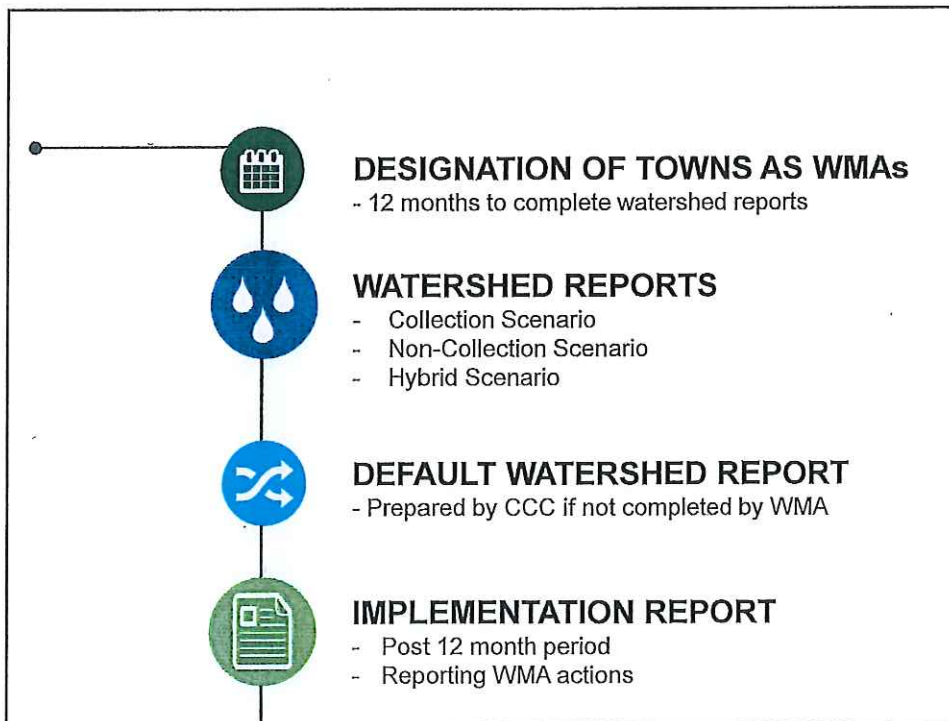 DESIGNATION OF TOWNS AS WMAs
- 12 months to complete watershed reports
WATERSHED REPORTS
- Collection Scenario
- Non-Collection Scenario
- Hybrid Scenario
DEFAULT WATERSHED REPORT
- Prepared by CCC if not completed by WMA
IMPLEMENTATION REPORT
- Post 12 month period
- Reporting WMA actions